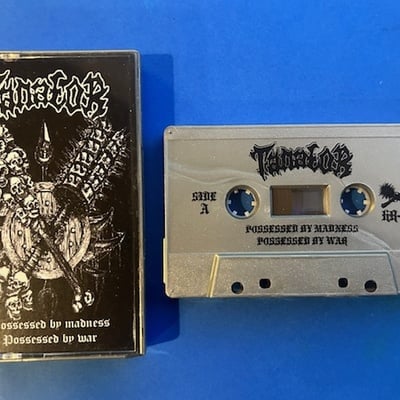 Tanator
Possessed by madness
Possessed by war
Tanator
SIDE
A
POSSESSED BY MADNESS
POSSESSED BY WAR